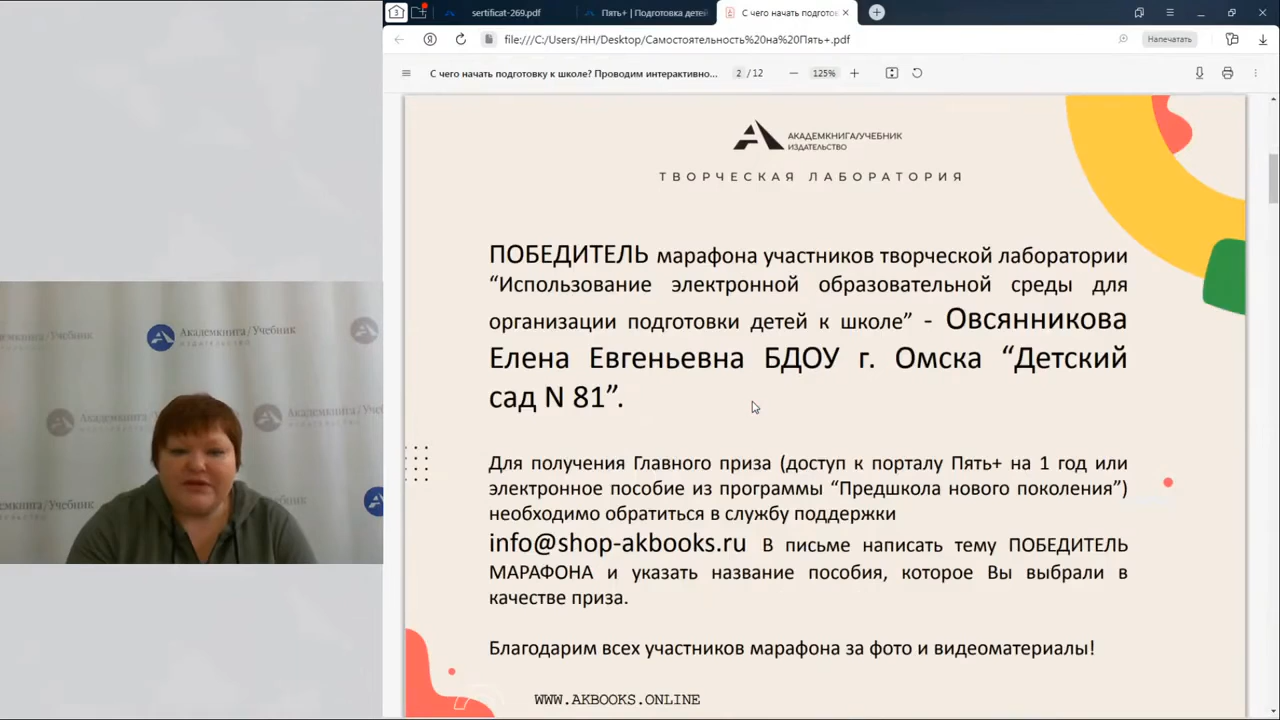 3
sertificat-269.pdf
Пять+ | Подготовка детей
С чего начать подготов
file:///C:/Users/HH/Desktop/Самостоятельность%20на%20Пять+.pdf
Напечатать
С чего начать подготовку к школе? Проводим интерактивно...
2 / 12
125%
АКАДЕМКНИГА/УЧЕБНИК
ИЗДАТЕЛЬСТВО
ТВОРЧЕСКАЯ ЛАБОРАТОРИЯ
ПОБЕДИТЕЛЬ марафона участников творческой лаборатории
“Использование электронной образовательной среды для
организации подготовки детей к школе” - Овсянникова
Елена Евгеньевна БДОУ г. Омска “Детский
сад N 81”.
Для получения Главного приза (доступ к порталу Пять+ на 1 год или
электронное пособие из программы “Предшкола нового поколения”)
необходимо обратиться в службу поддержки
info@shop-akbooks.ru В письме написать тему ПОБЕДИТЕЛЬ
МАРАФОНА и указать название пособия, которое Вы выбрали в
качестве приза.
Благодарим всех участников марафона за фото и видеоматериалы!
WWW.AKBOOKS.ONLINE
Академкнига/Учебник
ИЗДАТЕЛЬСТВО
Академкнига/Учебник